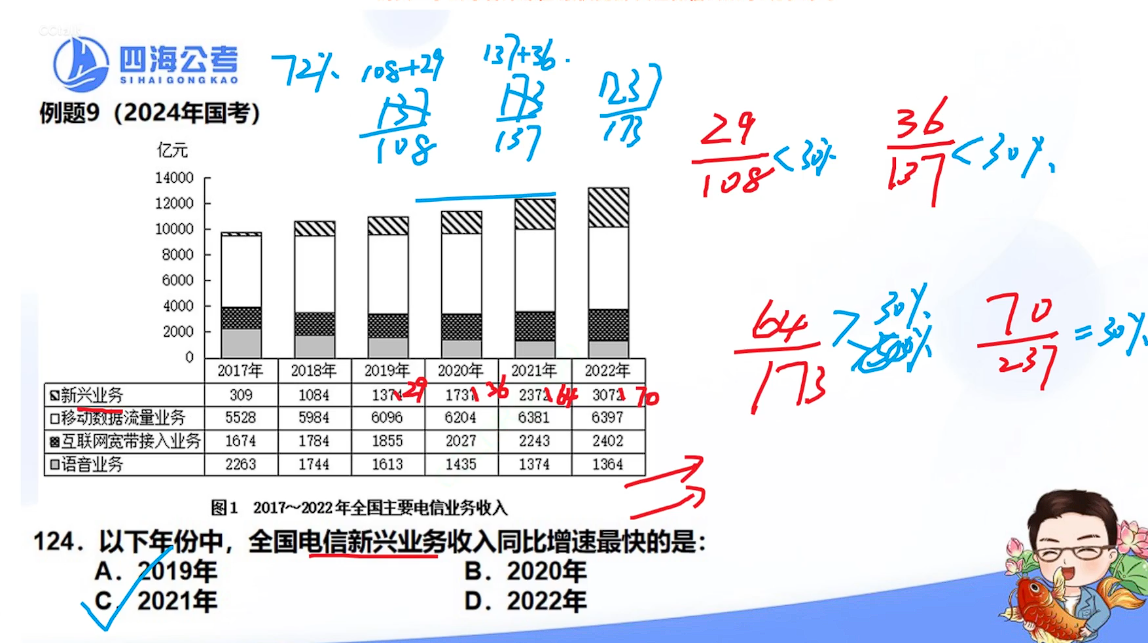 四海公考
SIHAIGONGKAO
例题9（2024年国考）
72% 108+29 137+36
137/108 173/137 237/173
29/108 <30% 36/137 <30%
亿元
14000
12000
10000
8000
6000
4000
2000
0
64/173 > 30% 70/237 = 30%
2017年 2018年 2019年 2020年 2021年 2022年
新兴业务 309 1084 1374 29 1737 36 2372 64 3072 70
移动数据流量业务 5528 5984 6096 6204 6381 6397
互联网宽带接入业务 1674 1784 1855 2027 2243 2402
语音业务 2263 1744 1613 1435 1374 1364
图1 2017～2022年全国主要电信业务收入
124. 以下年份中，全国电信新兴业务收入同比增速最快的是：
A. 2019年 B. 2020年
C. 2021年 D. 2022年